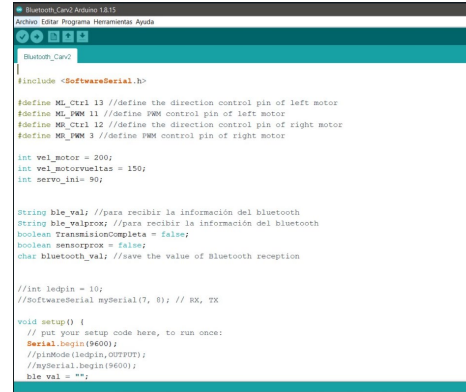 Bluetooth_Carv2 Arduino 1.8.15
Archivo Editar Programa Herramientas Ayuda
Bluetooth_Carv2
#include <SoftwareSerial.h>
#define ML_Ctrl 13 //define the direction control pin of left motor
#define ML_PWM 11 //define PWM control pin of left motor
#define MR_Ctrl 12 //define the direction control pin of right motor
#define MR_PWM 3 //define PWM control pin of right motor
int vel_motor = 200;
int vel_motorvueltas = 150;
int servo_ini= 90;
String ble_val; //para recibir la información del bluetooth
String ble_valprox; //para recibir la información del bluetooth
boolean TransmisionCompleta = false;
boolean sensorprox = false;
char bluetooth_val; //save the value of Bluetooth reception
//int ledpin = 10;
//SoftwareSerial mySerial(7, 8); // RX, TX
void setup() {
// put your setup code here, to run once:
Serial.begin(9600);
//pinMode(ledpin,OUTPUT);
//mySerial.begin(9600);
ble_val = "";